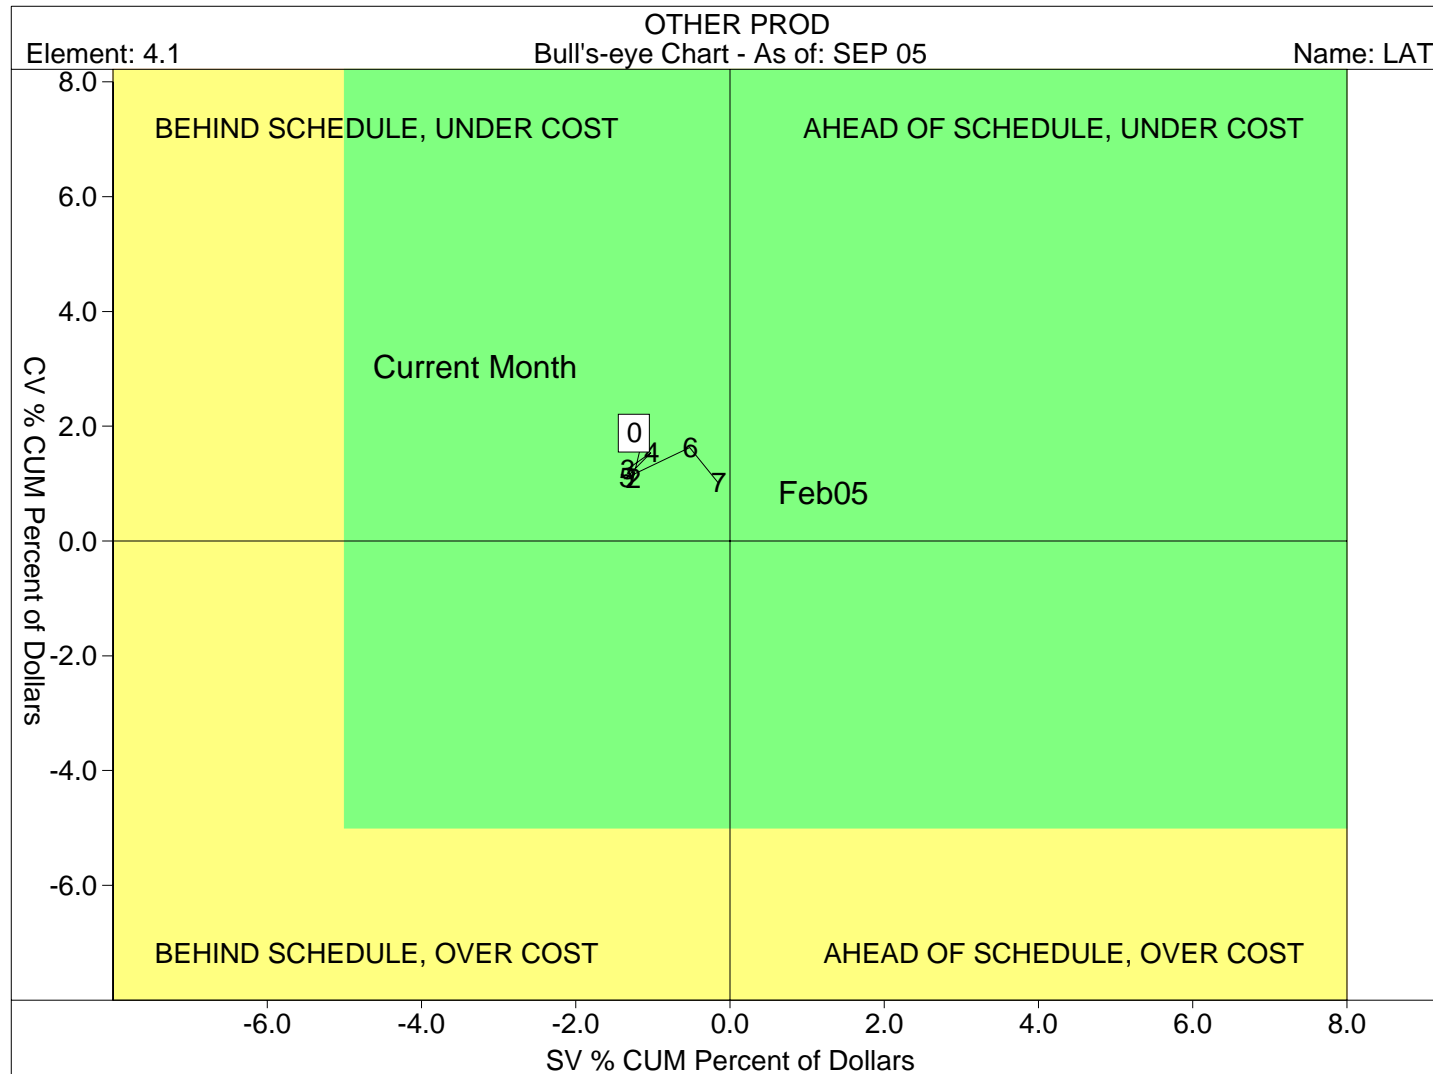 OTHER PROD
Element: 4.1
Bull's-eye Chart - As of: SEP 05
Name: LAT
8.0
BEHIND SCHEDULE, UNDER COST
AHEAD OF SCHEDULE, UNDER COST
6.0
4.0
Current Month
2.0
0
4
6
3
5
2
7
Feb05
0.0
CV % CUM Percent of Dollars
-2.0
-4.0
-6.0
BEHIND SCHEDULE, OVER COST
AHEAD OF SCHEDULE, OVER COST
-6.0
-4.0
-2.0
0.0
2.0
4.0
6.0
8.0
SV % CUM Percent of Dollars